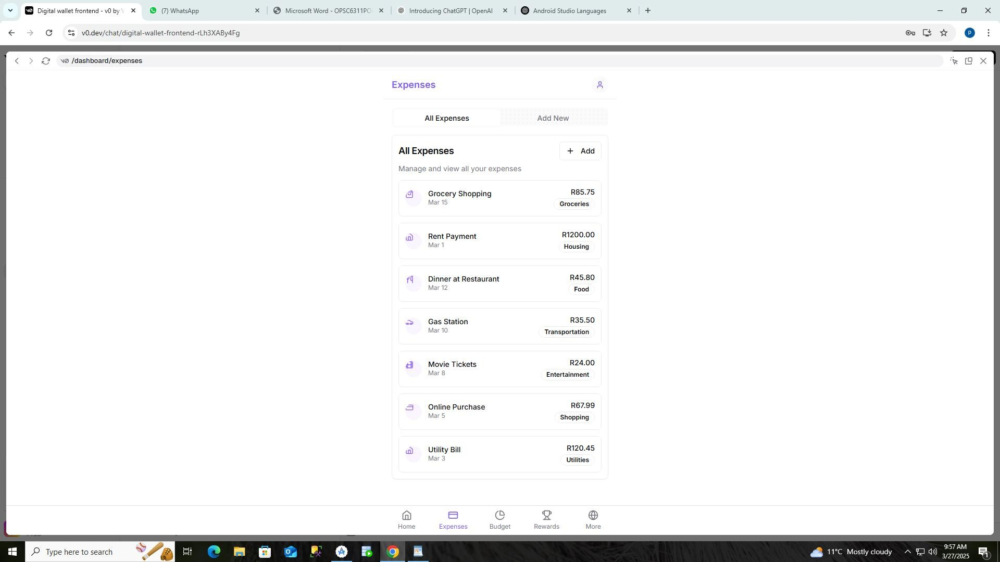 Digital wallet frontend - v0 by
(7) WhatsApp
Microsoft Word - OPSC6311PO
Introducing ChatGPT | OpenAI
Android Studio Languages
v0.dev/chat/digital-wallet-frontend-rLh3XABy4Fg
P
/dashboard/expenses
Expenses
All Expenses
Add New
All Expenses
+ Add
Manage and view all your expenses
Grocery Shopping
R85.75
Mar 15
Groceries
Rent Payment
R1200.00
Mar 1
Housing
Dinner at Restaurant
R45.80
Mar 12
Food
Gas Station
R35.50
Mar 10
Transportation
Movie Tickets
R24.00
Mar 8
Entertainment
Online Purchase
R67.99
Mar 5
Shopping
Utility Bill
R120.45
Mar 3
Utilities
Home
Expenses
Budget
Rewards
More
Type here to search
11°C Mostly cloudy
9:57 AM
3/27/2025
1